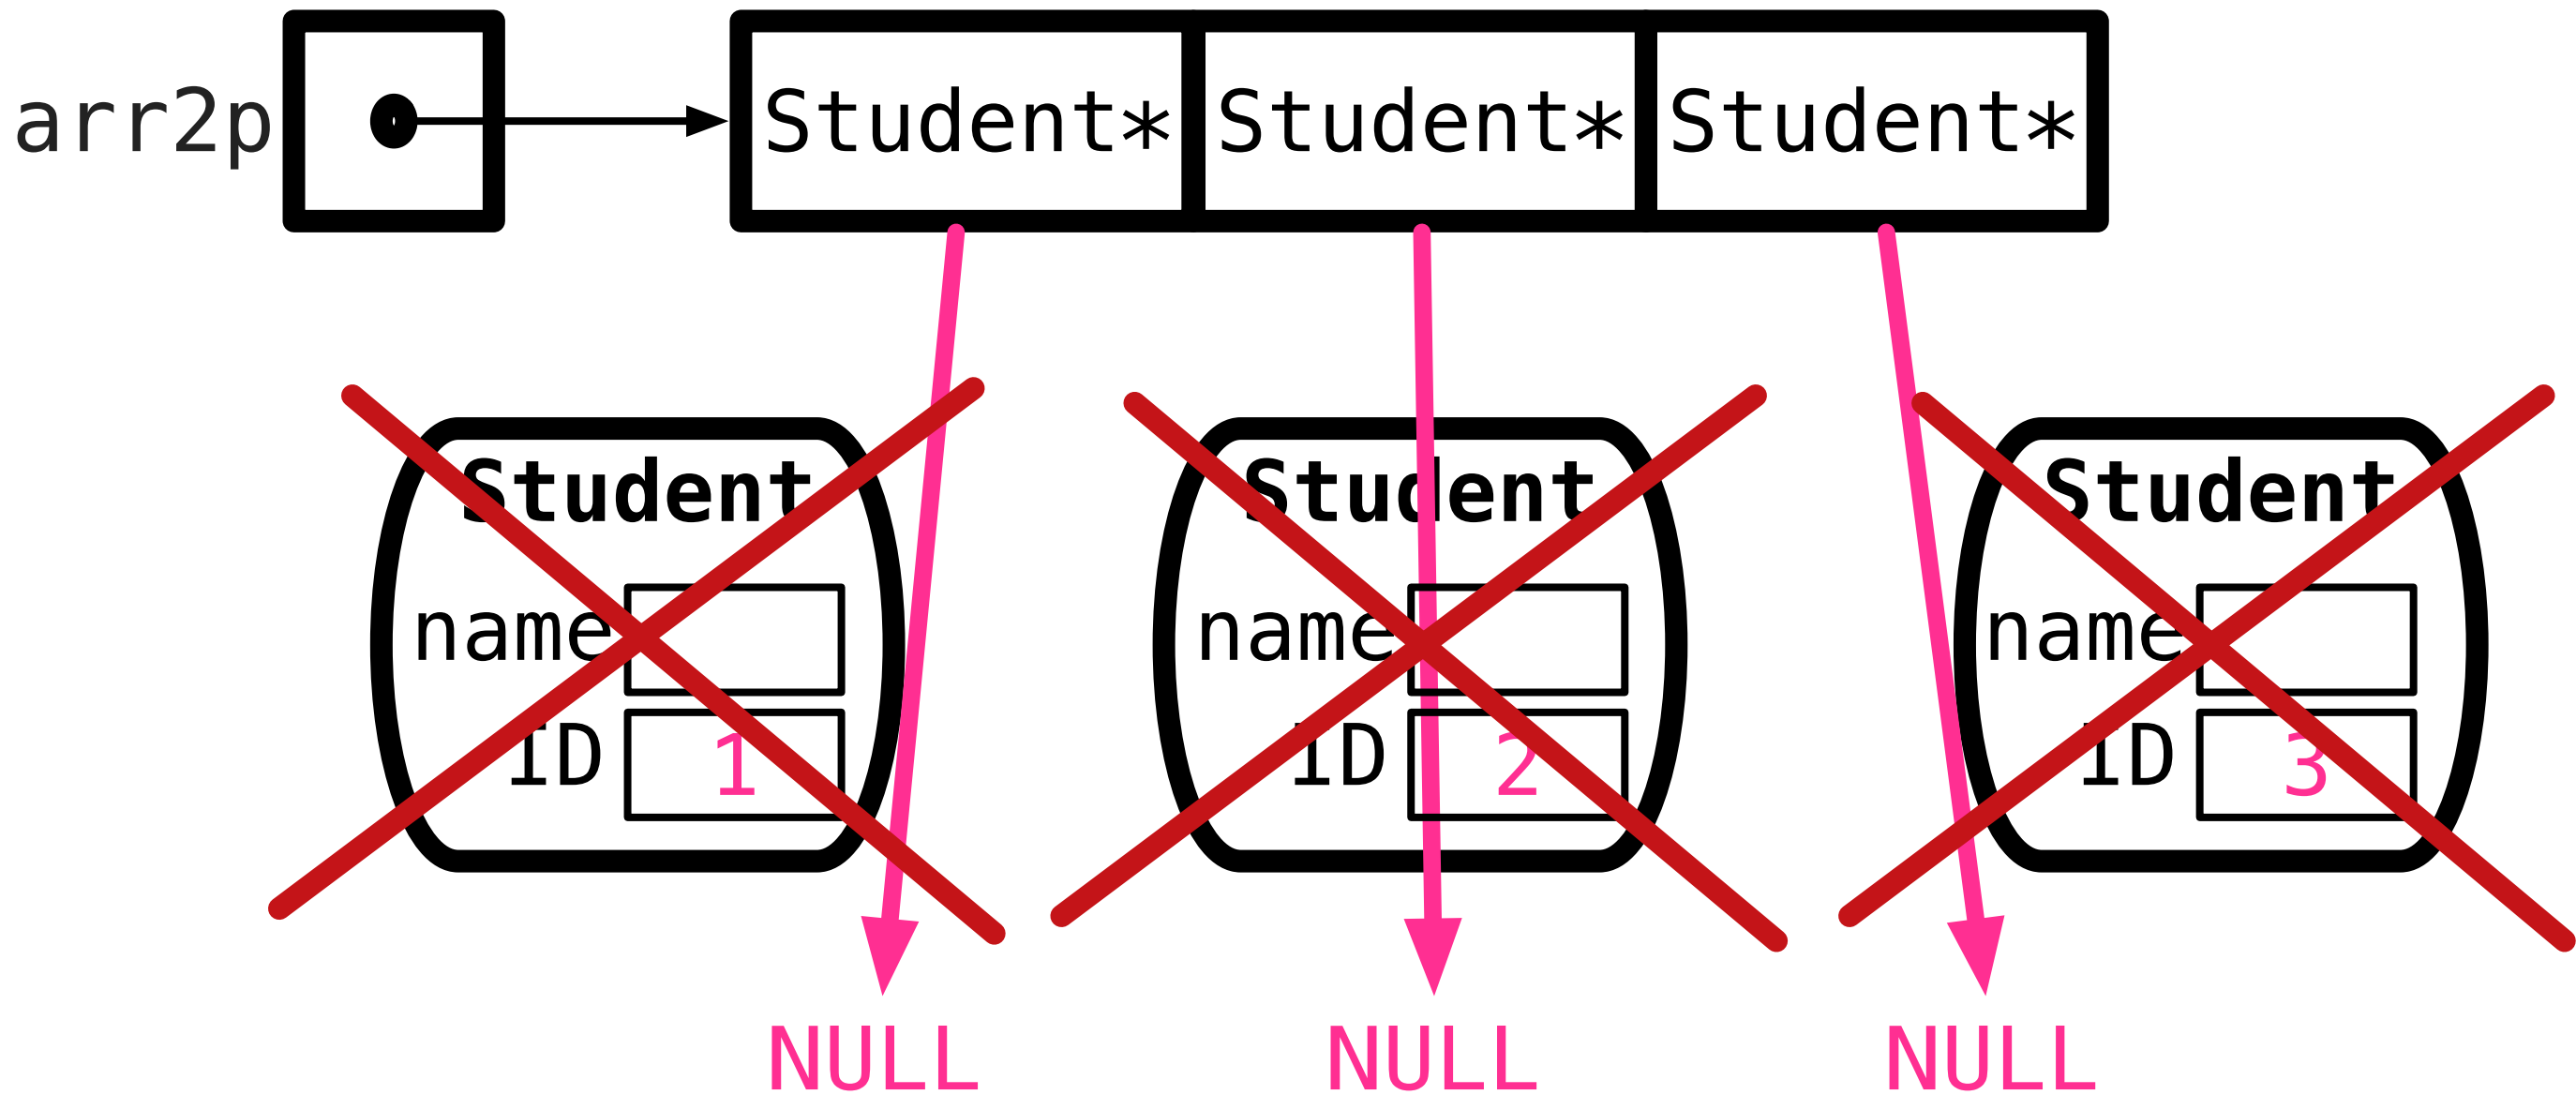 arr2p Student* Student* Student*
Student Student Student
name name name
ID 1 ID 2 ID 3
NULL NULL NULL